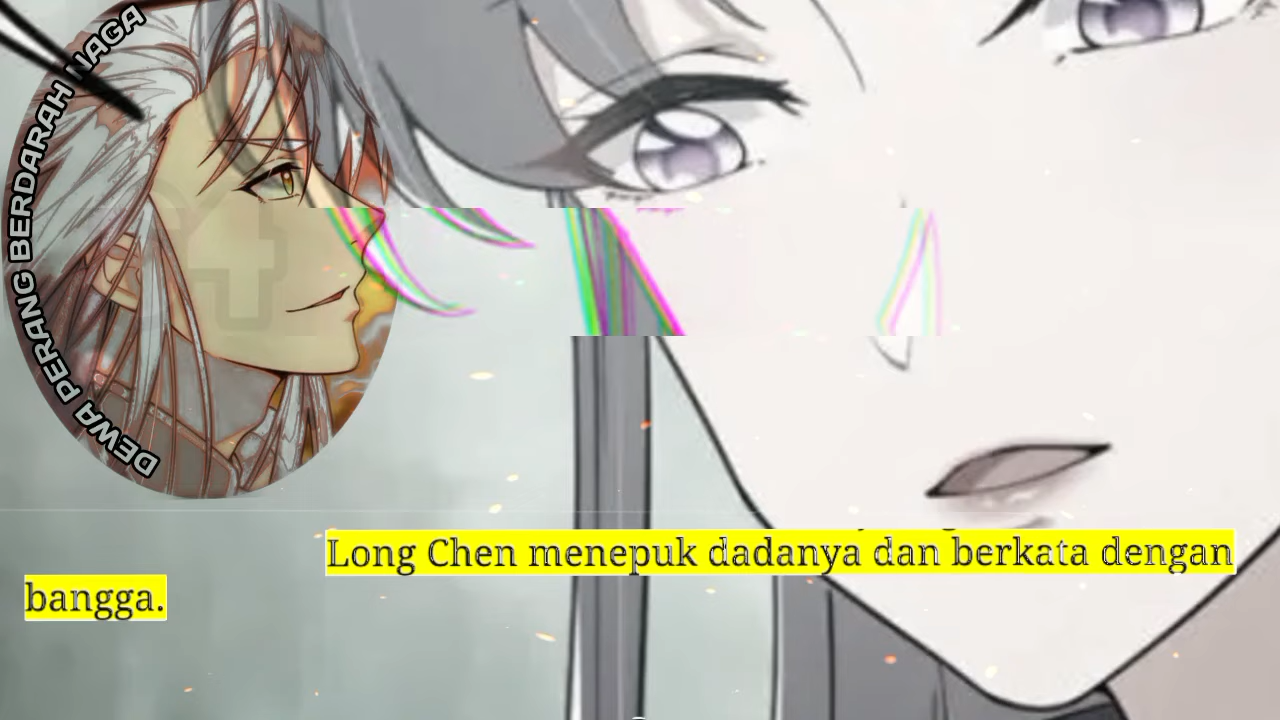 DEWA PERANG BERDARAH NAGA
Long Chen menepuk dadanya dan berkata dengan
bangga.